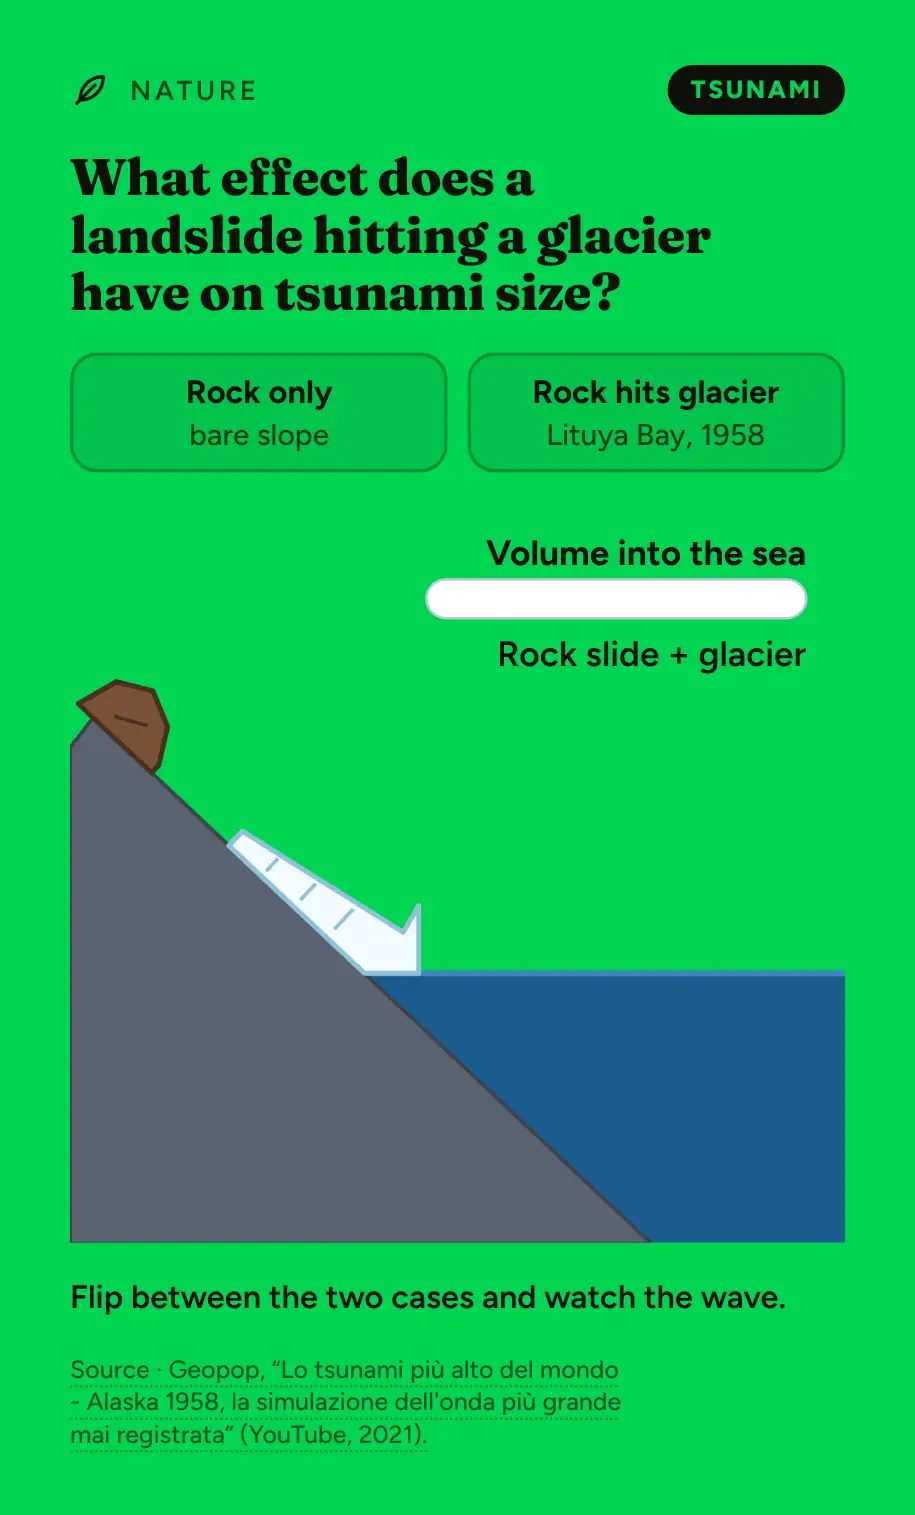 NATURE
TSUNAMI
What effect does a
landslide hitting a glacier
have on tsunami size?
Rock only
bare slope
Rock hits glacier
Lituya Bay, 1958
Volume into the sea
Rock slide + glacier
Flip between the two cases and watch the wave.
Source · Geopop, “Lo tsunami più alto del mondo
- Alaska 1958, la simulazione dell'onda più grande
mai registrata” (YouTube, 2021).